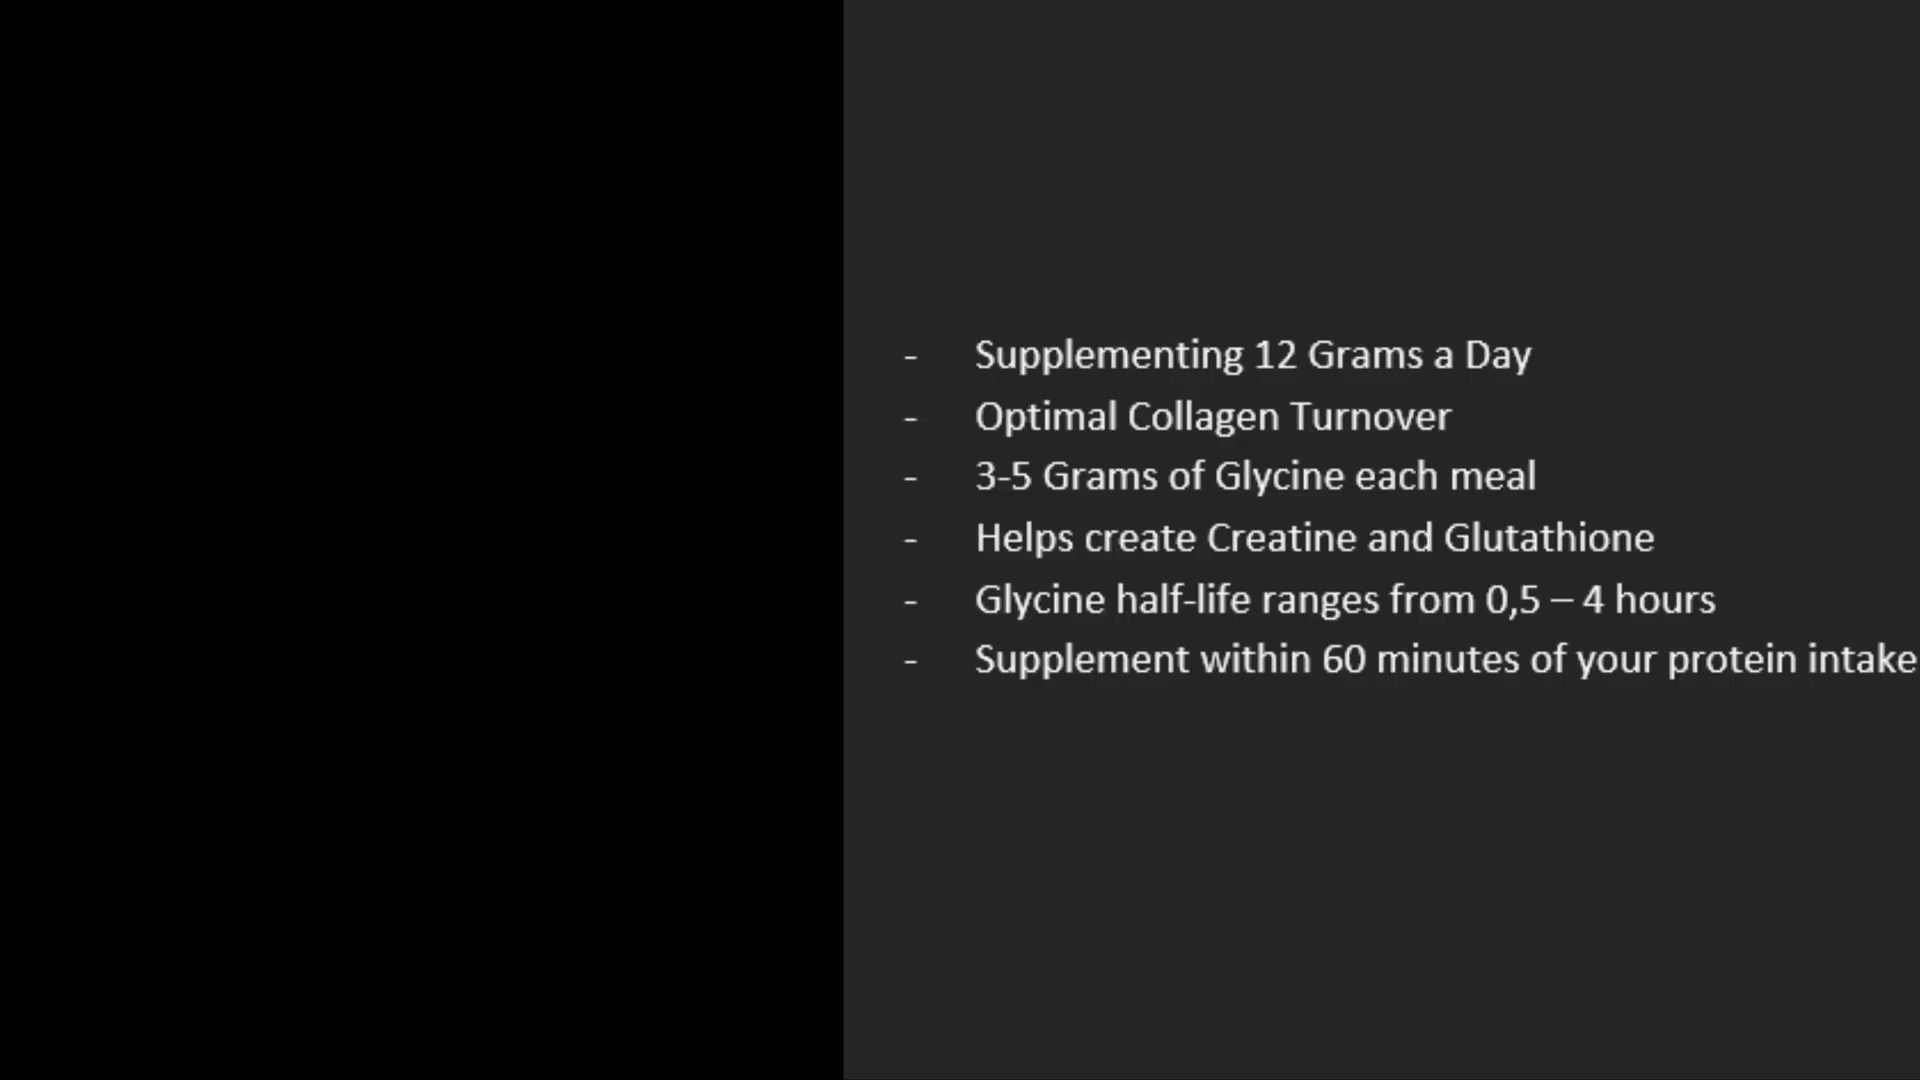 - Supplementing 12 Grams a Day
- Optimal Collagen Turnover
- 3-5 Grams of Glycine each meal
- Helps create Creatine and Glutathione
- Glycine half-life ranges from 0,5 – 4 hours
- Supplement within 60 minutes of your protein intake